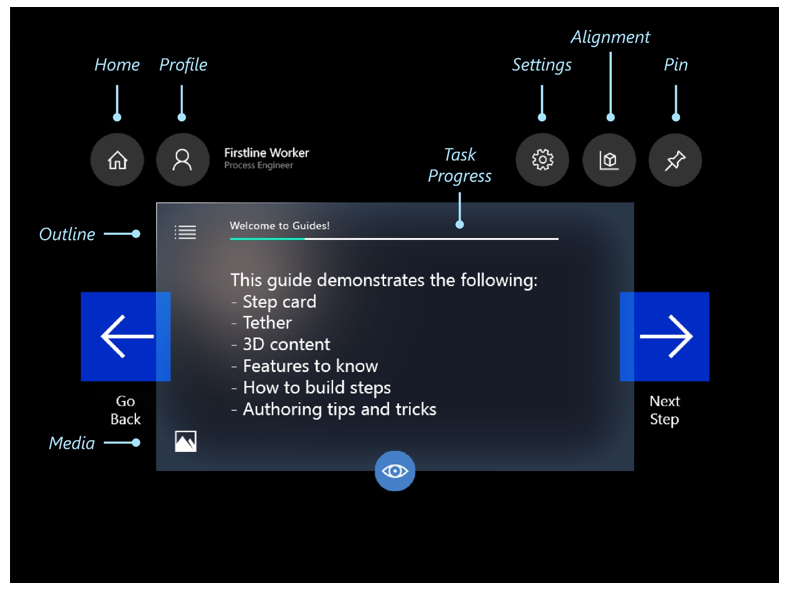 Alignment
Home
Profile
Settings
Pin
Firstline Worker
Process Engineer
Task
Progress
Outline
Welcome to Guides!
This guide demonstrates the following:
- Step card
- Tether
- 3D content
- Features to know
- How to build steps
- Authoring tips and tricks
Go
Back
Next
Step
Media